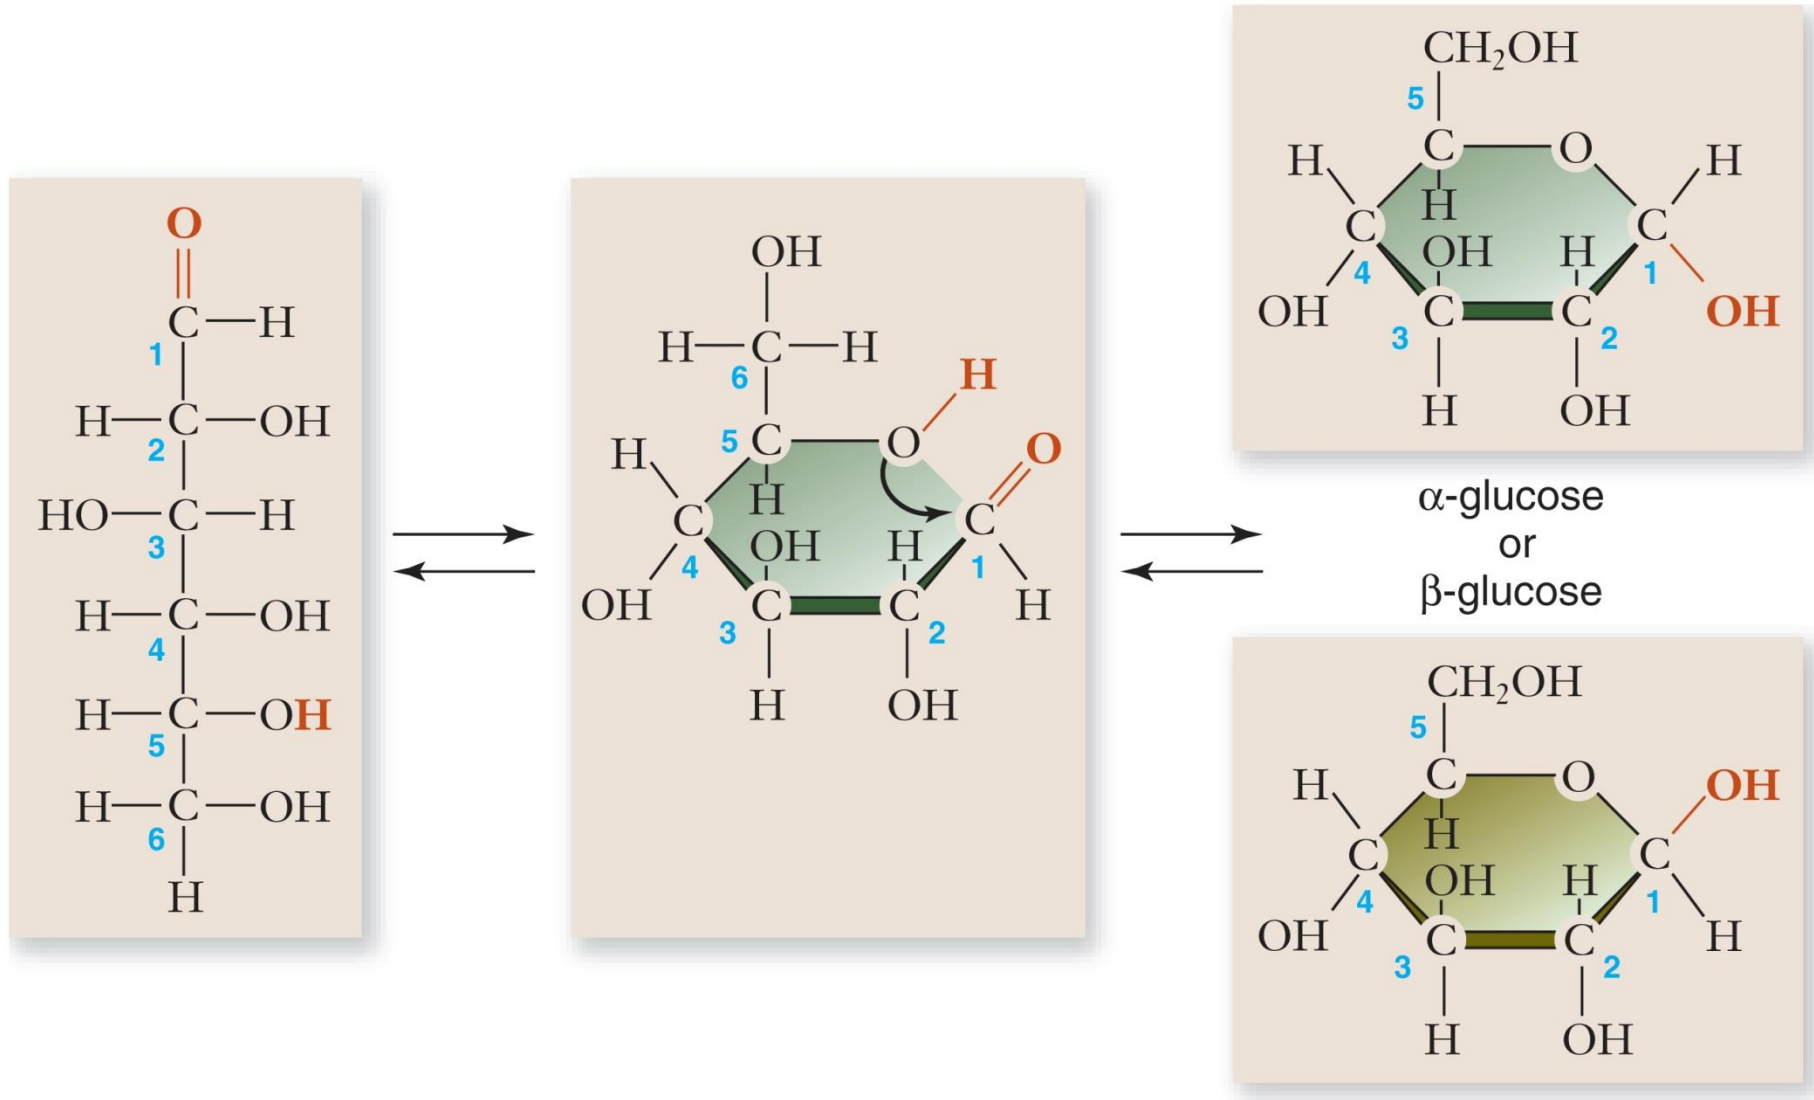 O
C H
1
H C OH
2
HO C H
3
H C OH
4
H C OH
5
H C OH
6
H
OH
H C H
6
H
5 C O
O
H
H
C C
OH H
4 1
OH C C H
3 2
H OH
CH₂OH
5
H C O H
H
C C
OH H
4 1
OH C C OH
3 2
H OH
α-glucose
or
β-glucose
CH₂OH
5
H C O OH
H
C C
OH H
4 1
OH C C H
3 2
H OH